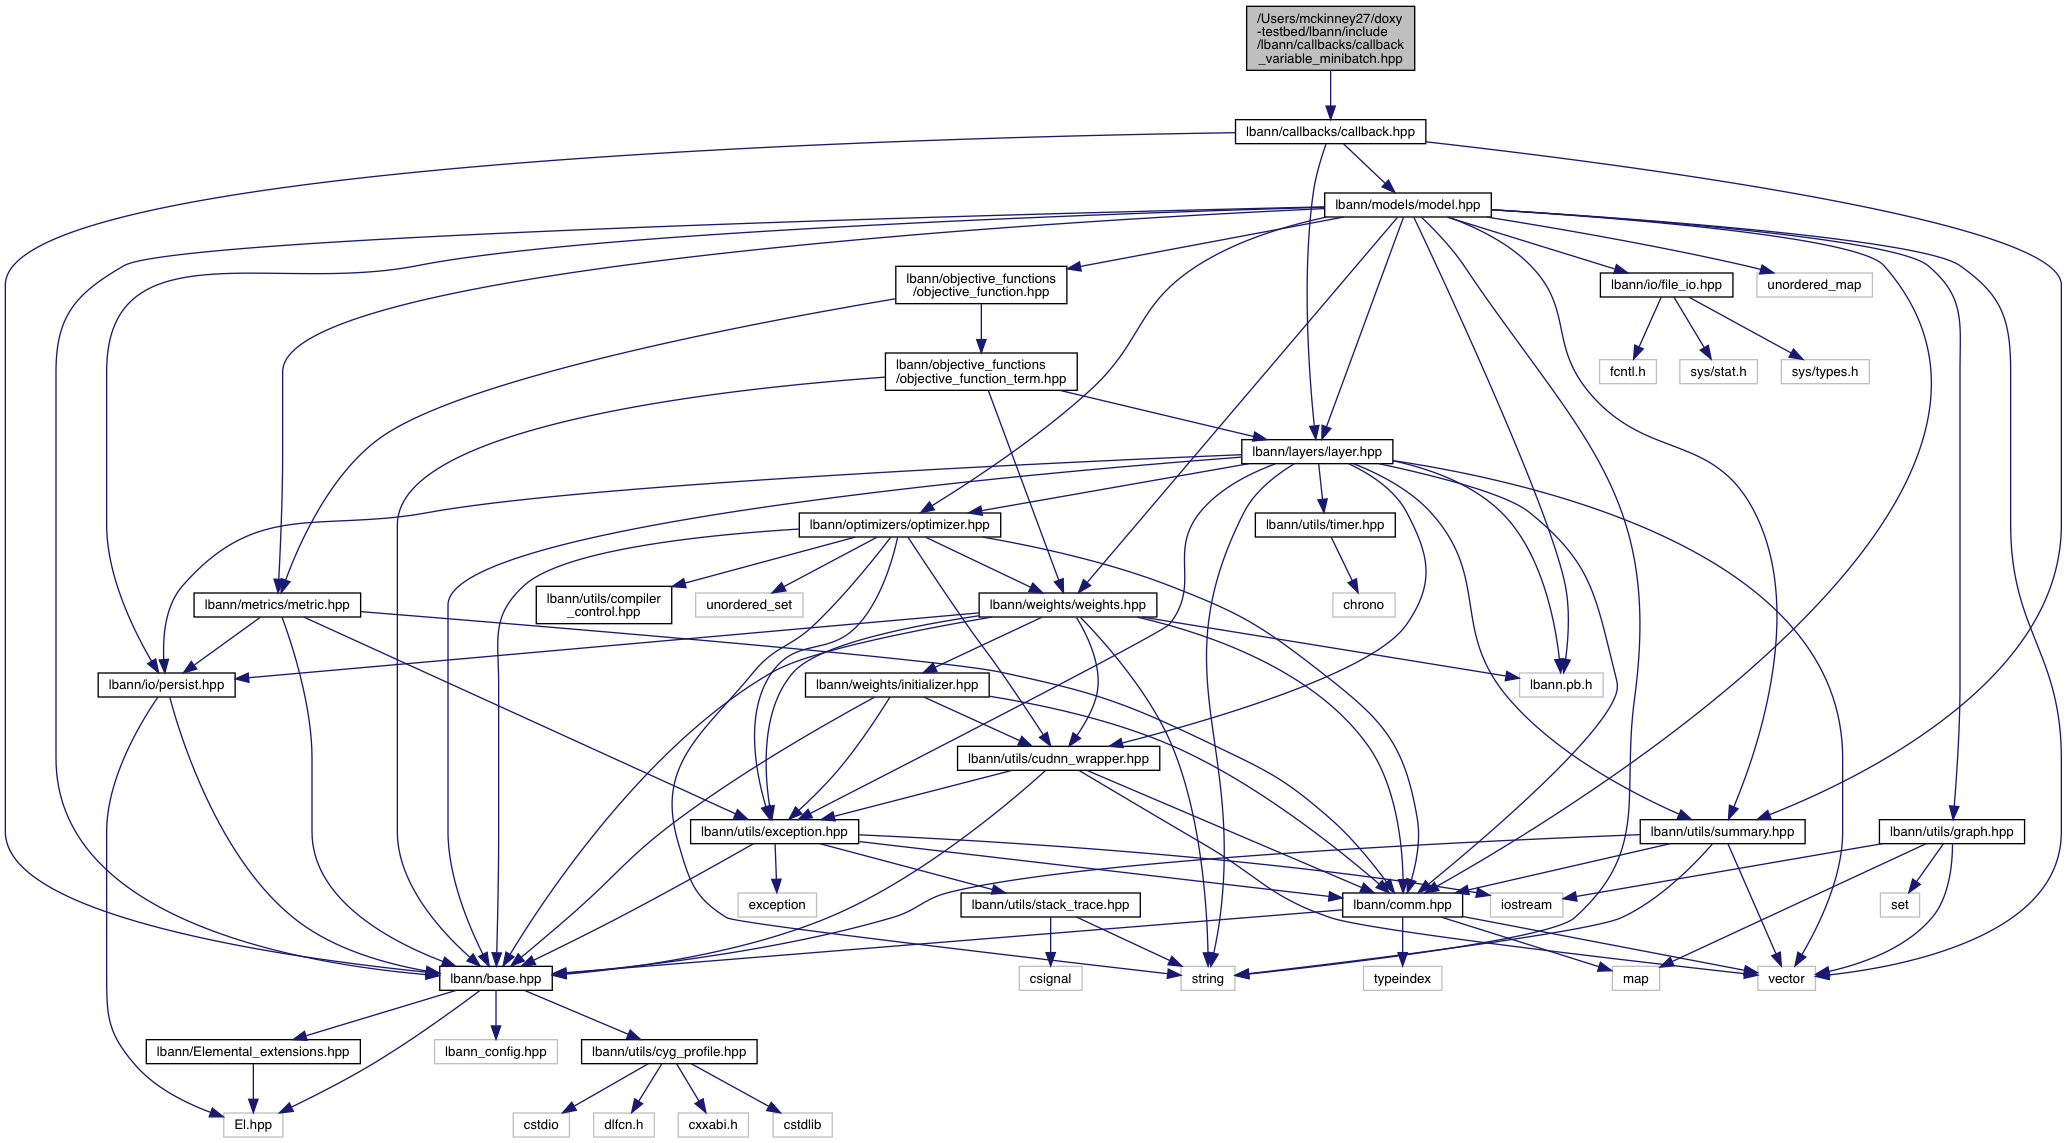 /Users/mckinney27/doxy
-testbed/lbann/include
/lbann/callbacks/callback
_variable_minibatch.hpp
lbann/callbacks/callback.hpp
lbann/models/model.hpp
lbann/objective_functions
/objective_function.hpp
lbann/io/file_io.hpp
unordered_map
lbann/objective_functions
/objective_function_term.hpp
fcntl.h
sys/stat.h
sys/types.h
lbann/layers/layer.hpp
lbann/optimizers/optimizer.hpp
lbann/utils/timer.hpp
lbann/metrics/metric.hpp
lbann/utils/compiler
_control.hpp
unordered_set
lbann/weights/weights.hpp
chrono
lbann/io/persist.hpp
lbann/weights/initializer.hpp
lbann.pb.h
lbann/utils/cudnn_wrapper.hpp
lbann/utils/exception.hpp
lbann/utils/summary.hpp
lbann/utils/graph.hpp
exception
lbann/utils/stack_trace.hpp
lbann/comm.hpp
iostream
set
lbann/base.hpp
csignal
string
typeindex
map
vector
lbann/Elemental_extensions.hpp
lbann_config.hpp
lbann/utils/cyg_profile.hpp
El.hpp
cstdio
dlfcn.h
cxxabi.h
cstdlib